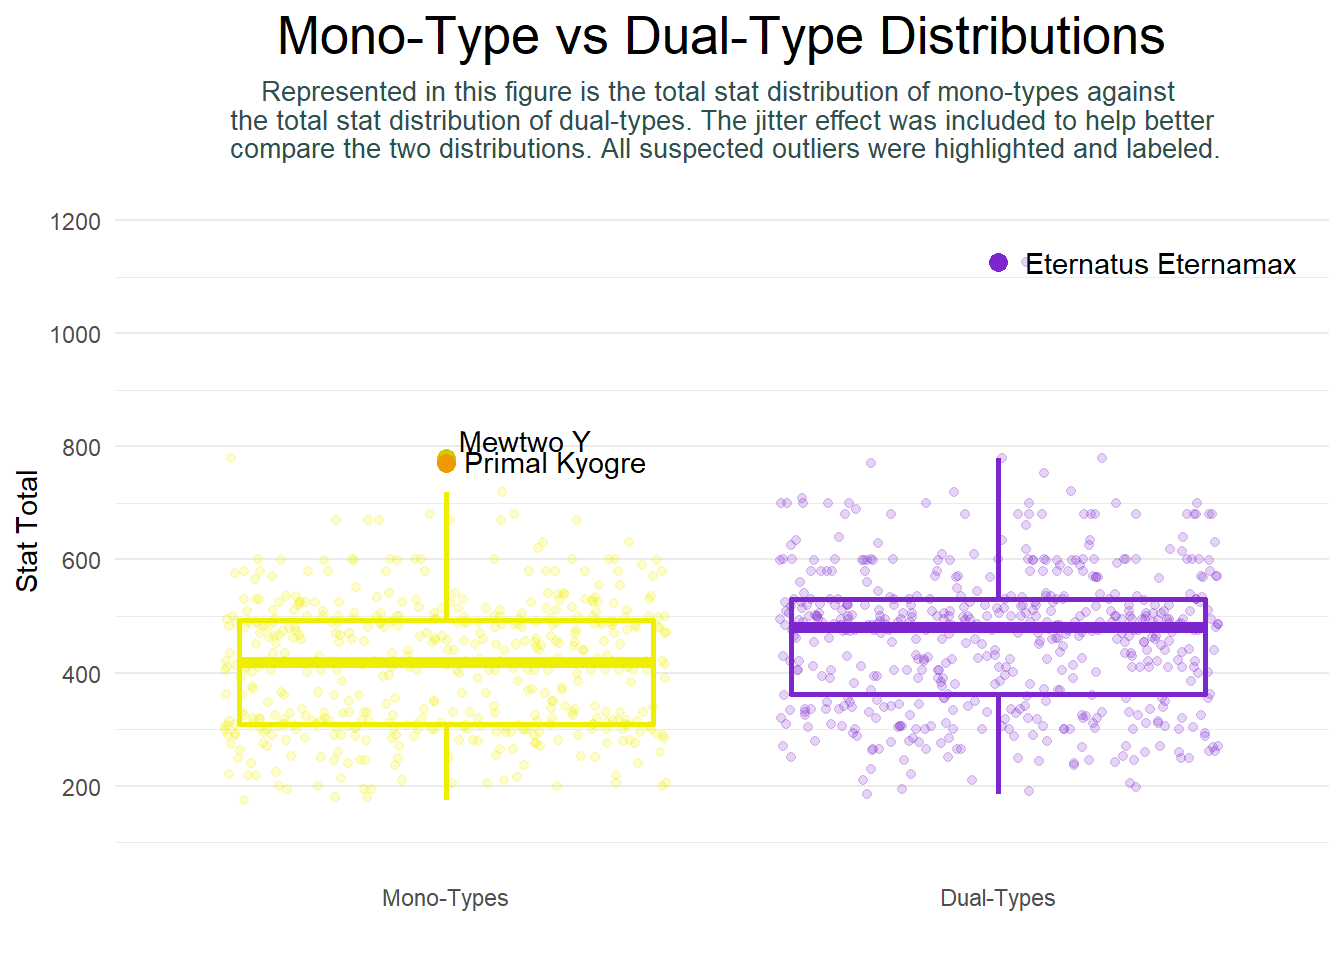 Mono-Type vs Dual-Type Distributions
Represented in this figure is the total stat distribution of mono-types against
the total stat distribution of dual-types. The jitter effect was included to help better
compare the two distributions. All suspected outliers were highlighted and labeled.
1200
Eternatus Eternamax
1000
800
Mewtwo Y
Primal Kyogre
Stat Total
600
400
200
Mono-Types
Dual-Types